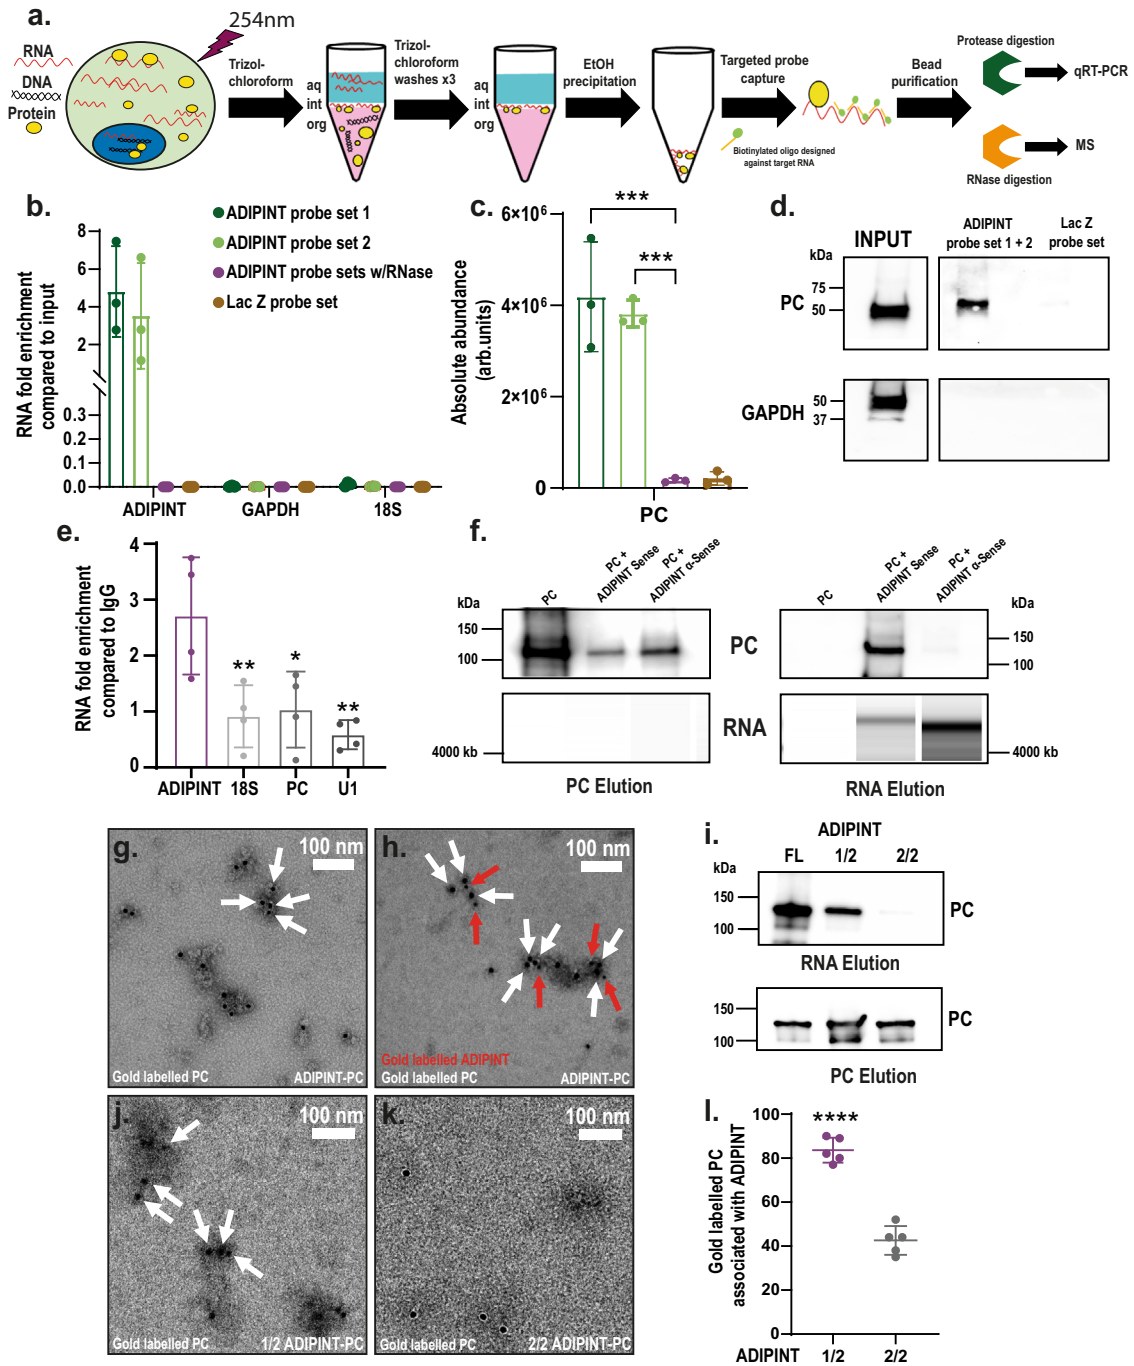 a.
254nm
RNA
DNA
Protein
Trizol-
chloroform
aq
int
org
Trizol-
chloroform
washes x3
aq
int
org
EtOH
precipitation
Targeted probe
capture
Biotinylated oligo designed
against target RNA
Bead
purification
Protease digestion
qRT-PCR
MS
RNase digestion
b.
RNA fold enrichment
compared to input
8
6
4
2
0.3
0.2
0.1
0.0
ADIPINT
GAPDH
18S
ADIPINT probe set 1
ADIPINT probe set 2
ADIPINT probe sets w/RNase
Lac Z probe set
c.
Absolute abundance
(arb.units)
6×10⁶
4×10⁶
2×10⁶
0
***
***
PC
d.
INPUT
ADIPINT
probe set 1 + 2
Lac Z
probe set
kDa
75
50
PC
50
37
GAPDH
e.
RNA fold enrichment
compared to IgG
4
3
2
1
0
**
*
**
ADIPINT
18S
PC
U1
f.
PC
PC +
ADIPINT Sense
PC +
ADIPINT α-Sense
kDa
150
100
PC
RNA
4000 kb
PC Elution
PC
PC +
ADIPINT Sense
PC +
ADIPINT α-Sense
kDa
150
100
4000 kb
RNA Elution
g.
100 nm
Gold labelled PC
ADIPINT-PC
h.
100 nm
Gold labelled ADIPINT
Gold labelled PC
ADIPINT-PC
i.
ADIPINT
FL
1/2
2/2
kDa
150
100
PC
RNA Elution
150
100
PC
PC Elution
j.
100 nm
Gold labelled PC
1/2 ADIPINT-PC
k.
100 nm
Gold labelled PC
2/2 ADIPINT-PC
l.
Gold labelled PC
associated with ADIPINT
100
80
60
40
20
0
****
ADIPINT
1/2
2/2